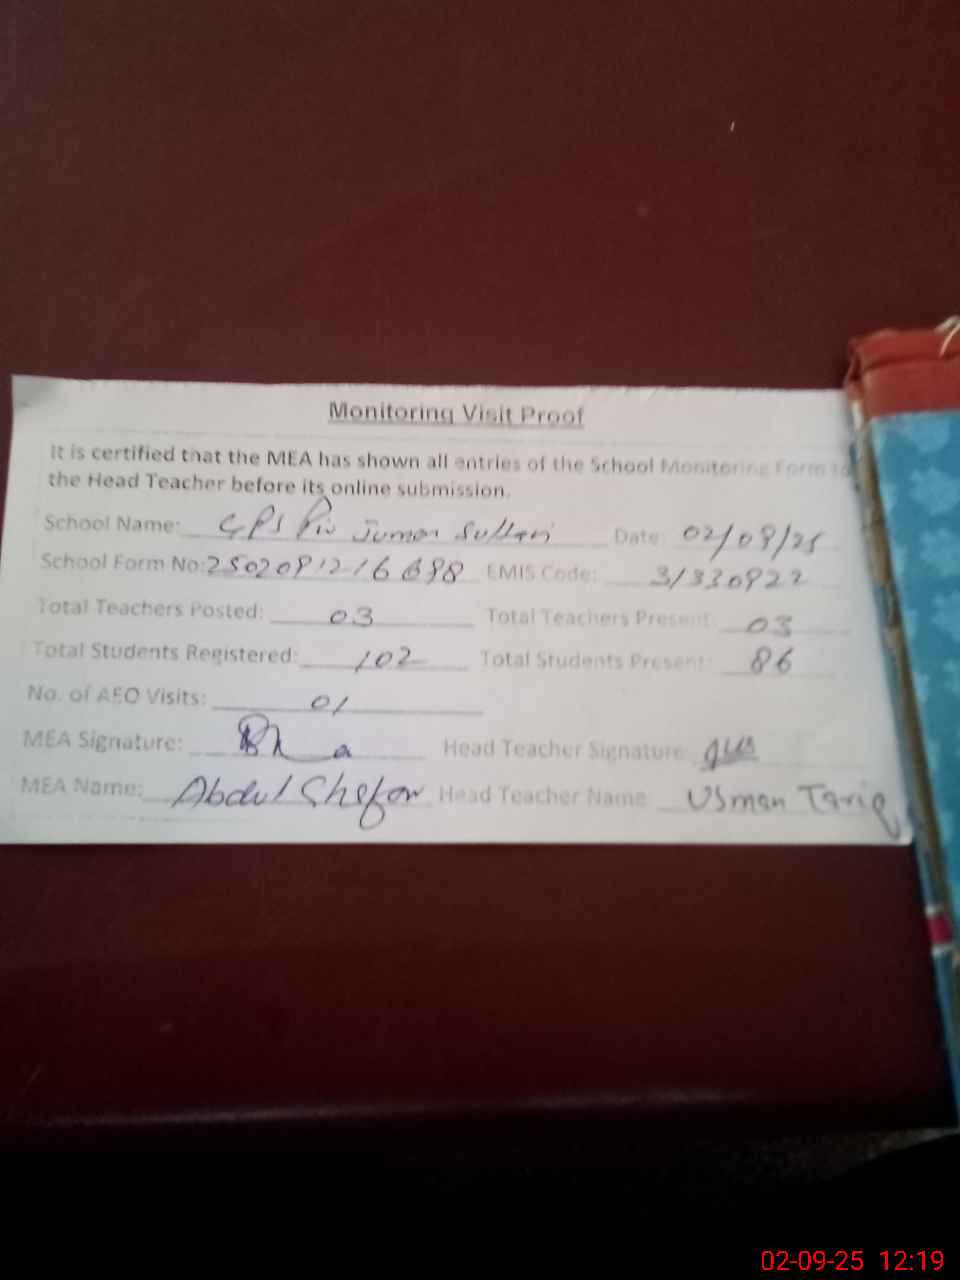 Monitoring Visit Proof
It is certified that the MEA has shown all entries of the School Monitoring Form to
the Head Teacher before its online submission.
School Name: GPS Pir Juman Sultan Date: 02/09/25
School Form No: EMIS Code: 31330922
Total Teachers Posted: 03 Total Teachers Present: 03
Total Students Registered: 102 Total Students Present: 86
No. of AEO Visits: 01
MEA Signature: Head Teacher Signature:
MEA Name: Abdul Head Teacher Name Usman Tariq
02-09-25 12:19